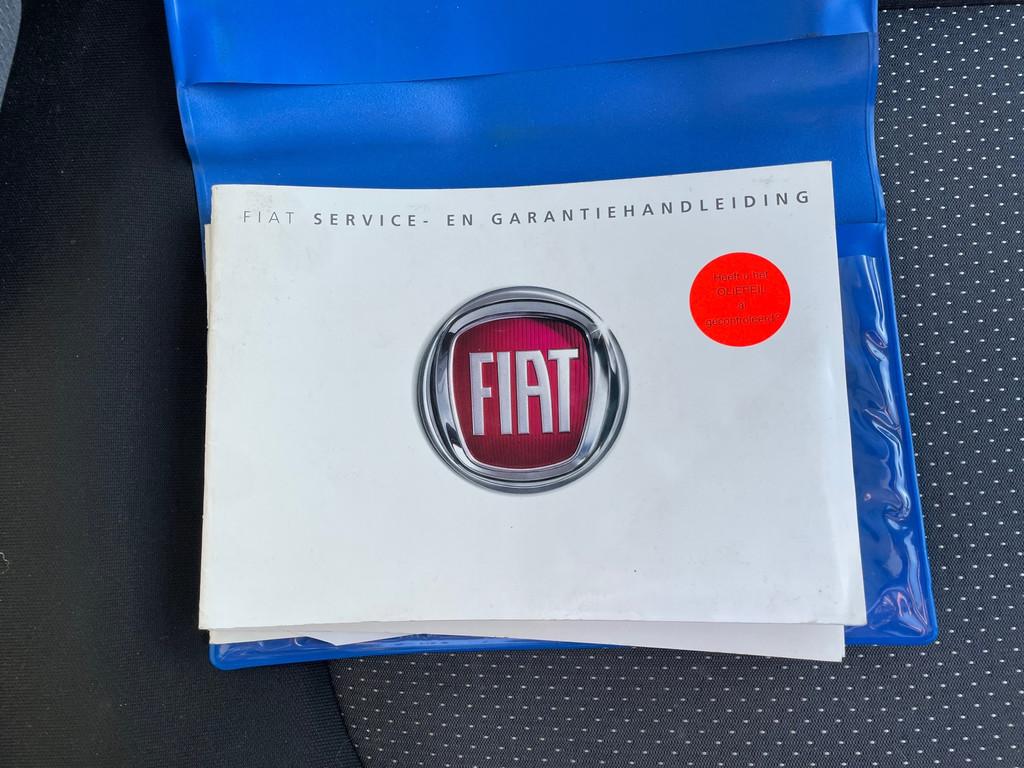 FIAT SERVICE- EN GARANTIEHANDLEIDING
Heeft u het
OLIEPEIL
al
gecontroleerd?
FIAT